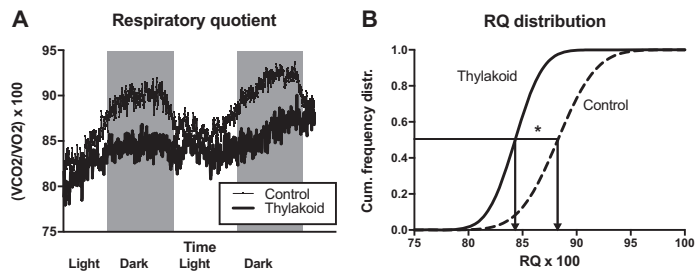 A
Respiratory quotient
(VCO2/VO2) x 100
95
90
85
80
75
Control
Thylakoid
Time
Light Dark Light Dark
B
RQ distribution
Cum. frequency distr.
1.0
0.8
0.6
0.4
0.2
0.0
Thylakoid
Control
*
75 80 85 90 95 100
RQ x 100